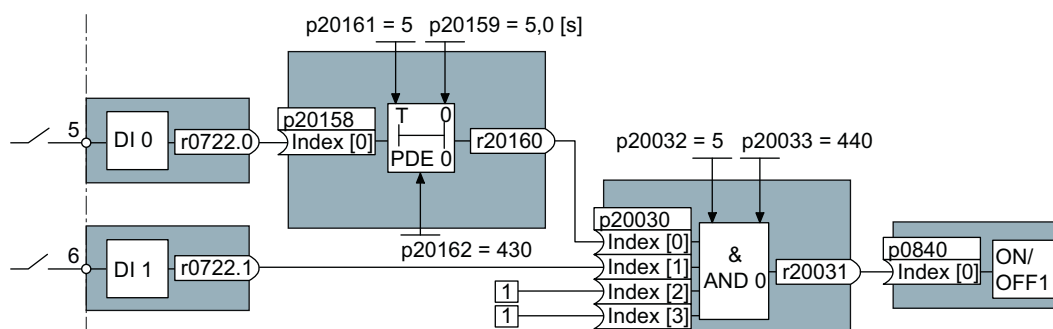 p20161 = 5 p20159 = 5,0 [s]
5
DI 0
r0722.0
p20158
Index [0]
T 0
PDE 0
r20160
p20162 = 430
p20032 = 5 p20033 = 440
6
DI 1
r0722.1
p20030
Index [0]
Index [1]
1
Index [2]
1
Index [3]
&
AND 0
r20031
p0840
Index [0]
ON/
OFF1